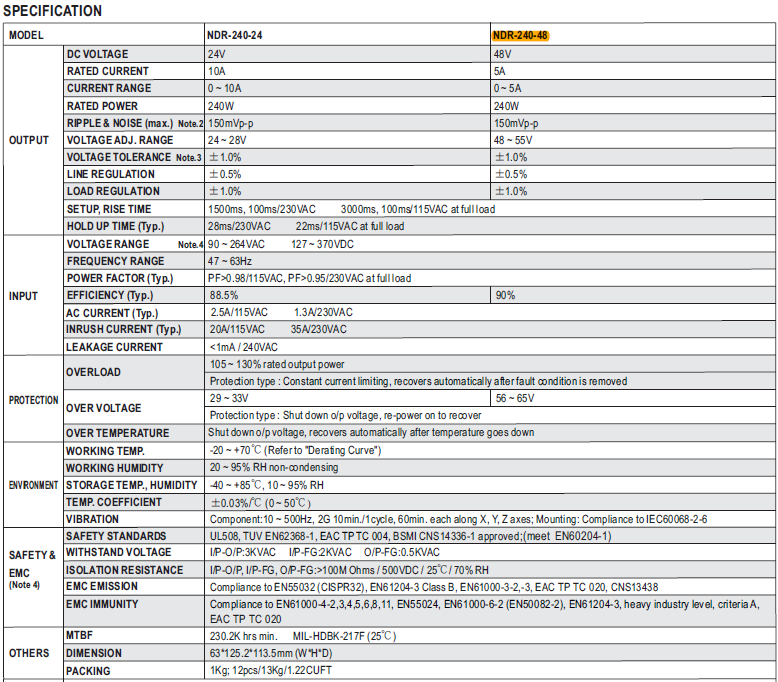 SPECIFICATION
MODEL NDR-240-24 NDR-240-48
OUTPUT
DC VOLTAGE 24V 48V
RATED CURRENT 10A 5A
CURRENT RANGE 0 ~ 10A 0 ~ 5A
RATED POWER 240W 240W
RIPPLE & NOISE (max.) Note.2 150mVp-p 150mVp-p
VOLTAGE ADJ. RANGE 24 ~ 28V 48 ~ 55V
VOLTAGE TOLERANCE Note.3 ±1.0% ±1.0%
LINE REGULATION ±0.5% ±0.5%
LOAD REGULATION ±1.0% ±1.0%
SETUP, RISE TIME 1500ms, 100ms/230VAC 3000ms, 100ms/115VAC at full load
HOLD UP TIME (Typ.) 28ms/230VAC 22ms/115VAC at full load
INPUT
VOLTAGE RANGE Note.4 90 ~ 264VAC 127 ~ 370VDC
FREQUENCY RANGE 47 ~ 63Hz
POWER FACTOR (Typ.) PF>0.98/115VAC, PF>0.95/230VAC at full load
EFFICIENCY (Typ.) 88.5% 90%
AC CURRENT (Typ.) 2.5A/115VAC 1.3A/230VAC
INRUSH CURRENT (Typ.) 20A/115VAC 35A/230VAC
LEAKAGE CURRENT <1mA / 240VAC
PROTECTION
OVERLOAD
105 ~ 130% rated output power
Protection type : Constant current limiting, recovers automatically after fault condition is removed
OVER VOLTAGE
29 ~ 33V 56 ~ 65V
Protection type : Shut down o/p voltage, re-power on to recover
OVER TEMPERATURE Shut down o/p voltage, recovers automatically after temperature goes down
ENVIRONMENT
WORKING TEMP. -20 ~ +70℃ (Refer to "Derating Curve")
WORKING HUMIDITY 20 ~ 95% RH non-condensing
STORAGE TEMP., HUMIDITY -40 ~ +85℃, 10 ~ 95% RH
TEMP. COEFFICIENT ±0.03%/℃ (0 ~ 50℃)
VIBRATION Component:10 ~ 500Hz, 2G 10min./1cycle, 60min. each along X, Y, Z axes; Mounting: Compliance to IEC60068-2-6
SAFETY &
EMC
(Note 4)
SAFETY STANDARDS UL508, TUV EN62368-1, EAC TP TC 004, BSMI CNS14336-1 approved;(meet EN60204-1)
WITHSTAND VOLTAGE I/P-O/P:3KVAC I/P-FG:2KVAC O/P-FG:0.5KVAC
ISOLATION RESISTANCE I/P-O/P, I/P-FG, O/P-FG:>100M Ohms / 500VDC / 25℃ / 70% RH
EMC EMISSION Compliance to EN55032 (CISPR32), EN61204-3 Class B, EN61000-3-2,-3, EAC TP TC 020, CNS13438
EMC IMMUNITY Compliance to EN61000-4-2,3,4,5,6,8,11, EN55024, EN61000-6-2 (EN50082-2), EN61204-3, heavy industry level, criteria A,
EAC TP TC 020
OTHERS
MTBF 230.2K hrs min. MIL-HDBK-217F (25℃)
DIMENSION 63*125.2*113.5mm (W*H*D)
PACKING 1Kg; 12pcs/13Kg/1.22CUFT